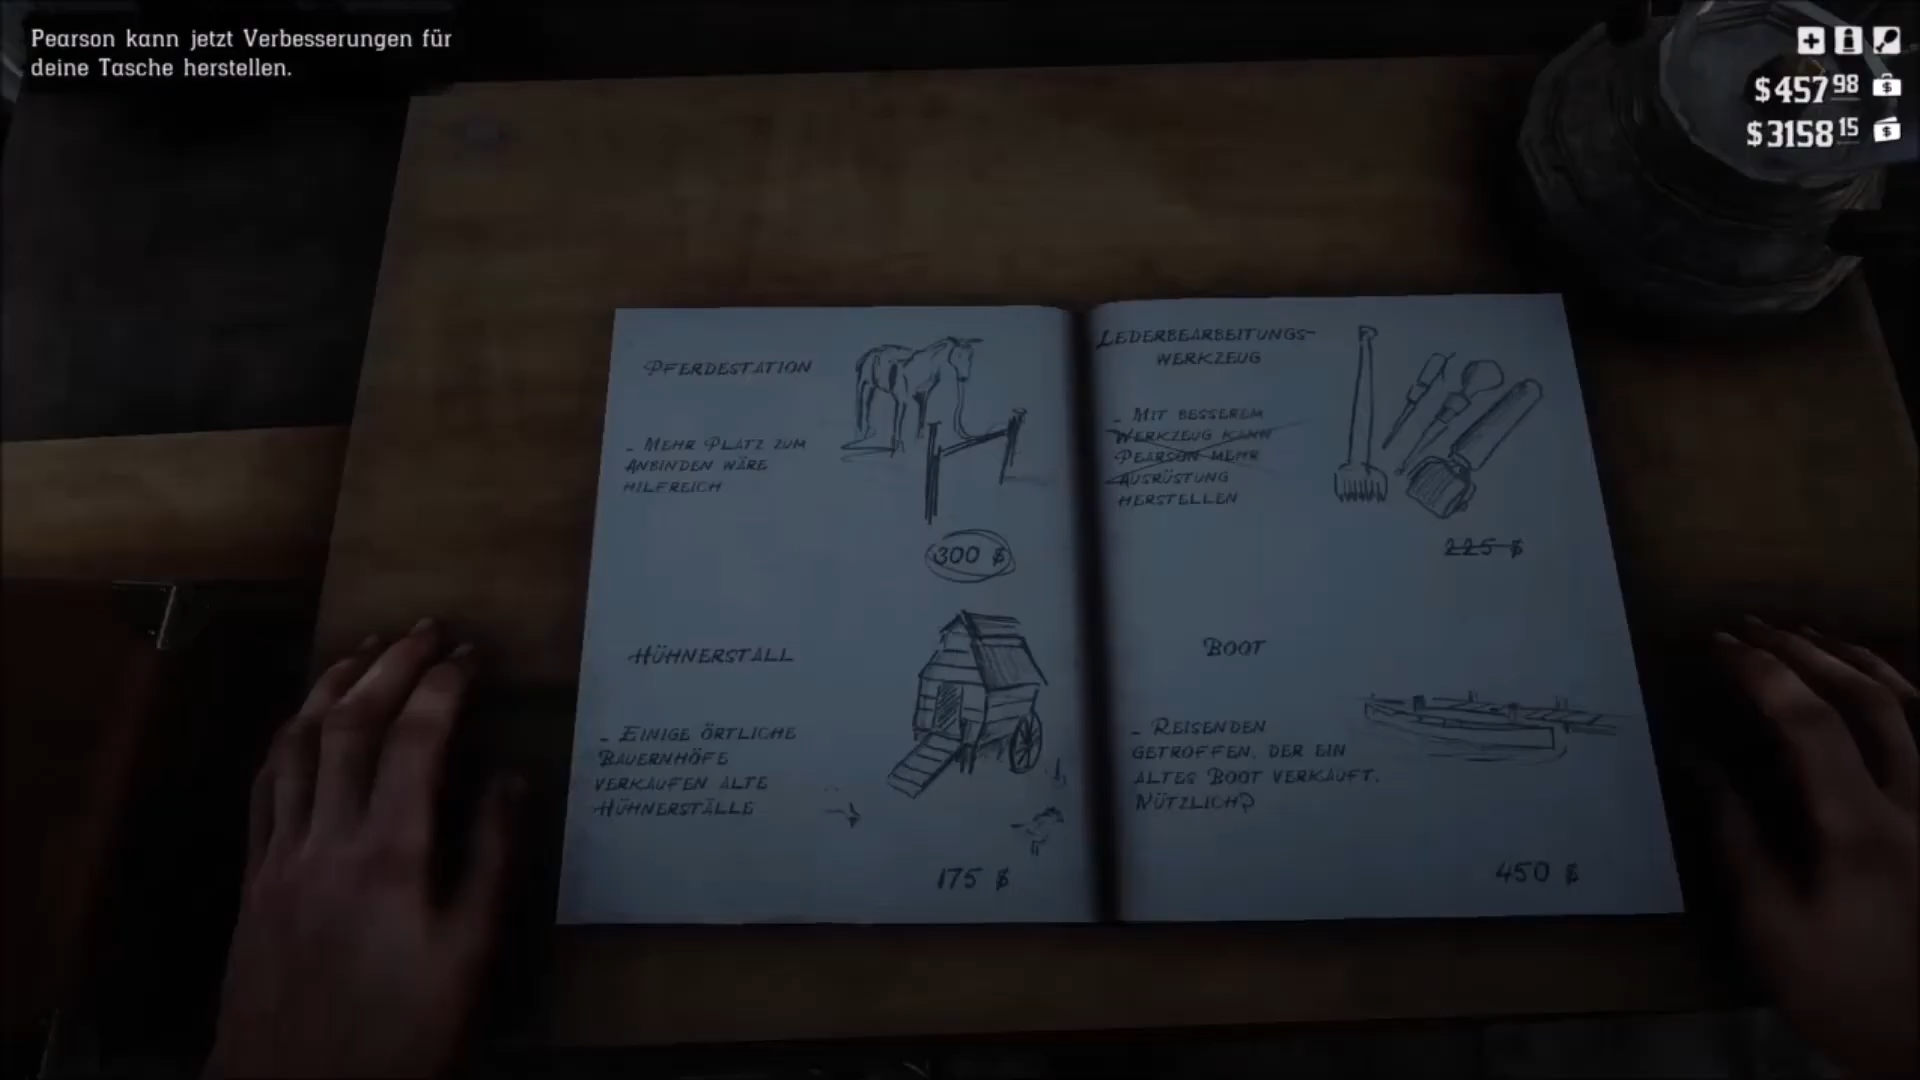 Pearson kann jetzt Verbesserungen für
deine Tasche herstellen.
$457 98
$3158 15
PFERDESTATION
- MEHR PLATZ ZUM
ANBINDEN WÄRE
HILFREICH
300 $
HÜHNERSTALL
- EINIGE ÖRTLICHE
BAUERNHÖFE
VERKAUFEN ALTE
HÜHNERSTÄLLE
175 $
LEDERBEARBEITUNGS-
WERKZEUG
- MIT BESSEREM
WERKZEUG KANN
PEARSON MEHR
AUSRÜSTUNG
HERSTELLEN
225 $
BOOT
- REISENDEN
GETROFFEN, DER EIN
ALTES BOOT VERKAUFT.
NÜTZLICH?
450 $